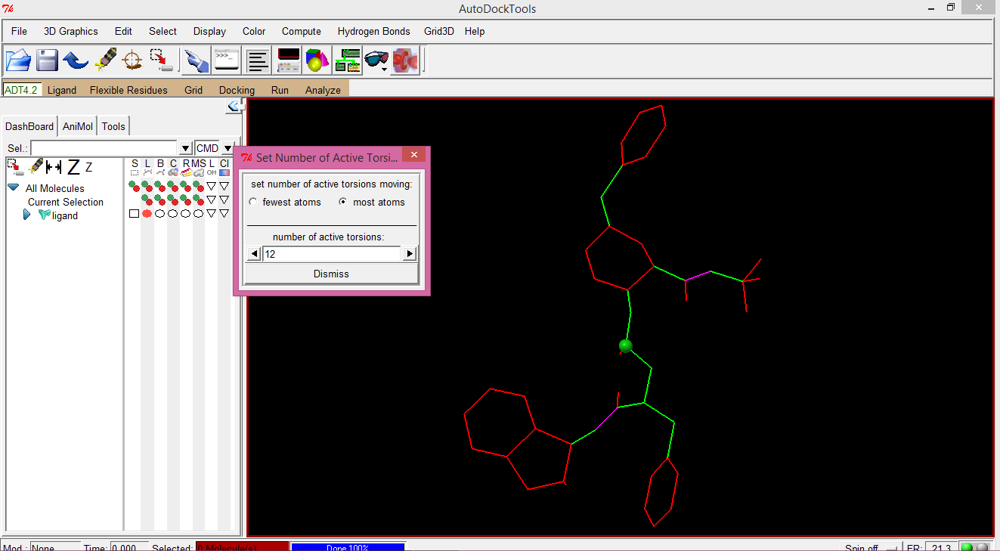 AutoDockTools
File 3D Graphics Edit Select Display Color Compute Hydrogen Bonds Grid3D Help
>>>_
ADT4.2 Ligand Flexible Residues Grid Docking Run Analyze
DashBoard AniMol Tools
Sel.: CMD
Z Z S L B C R MS L Cl
OH
All Molecules
Current Selection
ligand
Set Number of Active Torsi...
set number of active torsions moving:
fewest atoms most atoms
number of active torsions:
12
Dismiss
Mod.: None Time: 0.000 Selected: 0 Molecule(s) Done 100% Spin off FR: 21.3